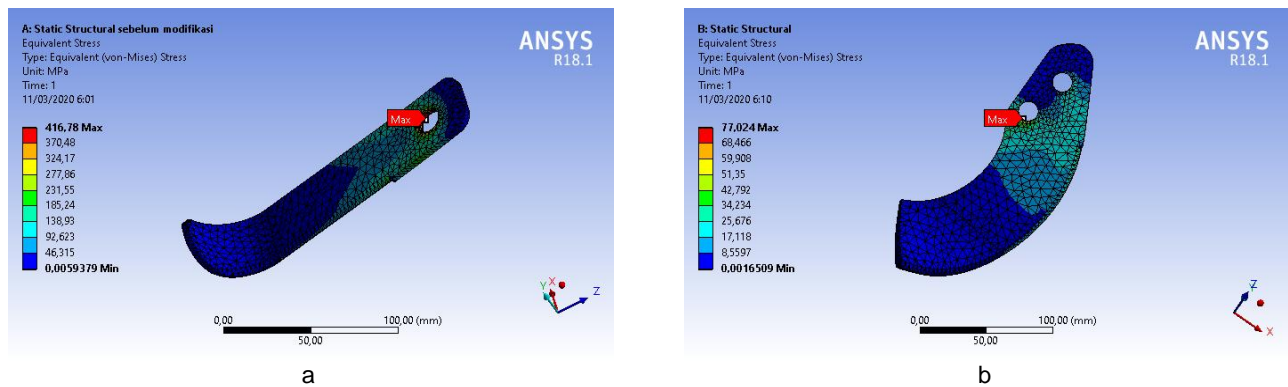 A: Static Structural sebelum modifikasi
Equivalent Stress
Type: Equivalent (von-Mises) Stress
Unit: MPa
Time: 1
11/03/2020 6:01
416,78 Max
370,48
324,17
277,86
231,55
185,24
138,93
92,623
46,315
0,0059379 Min
ANSYS
R18.1
Max
Y
X
Z
0,00
100,00 (mm)
50,00
a
B: Static Structural
Equivalent Stress
Type: Equivalent (von-Mises) Stress
Unit: MPa
Time: 1
11/03/2020 6:10
77,024 Max
68,466
59,908
51,35
42,792
34,234
25,676
17,118
8,5597
0,0016509 Min
ANSYS
R18.1
Max
X
0,00
100,00 (mm)
50,00
b